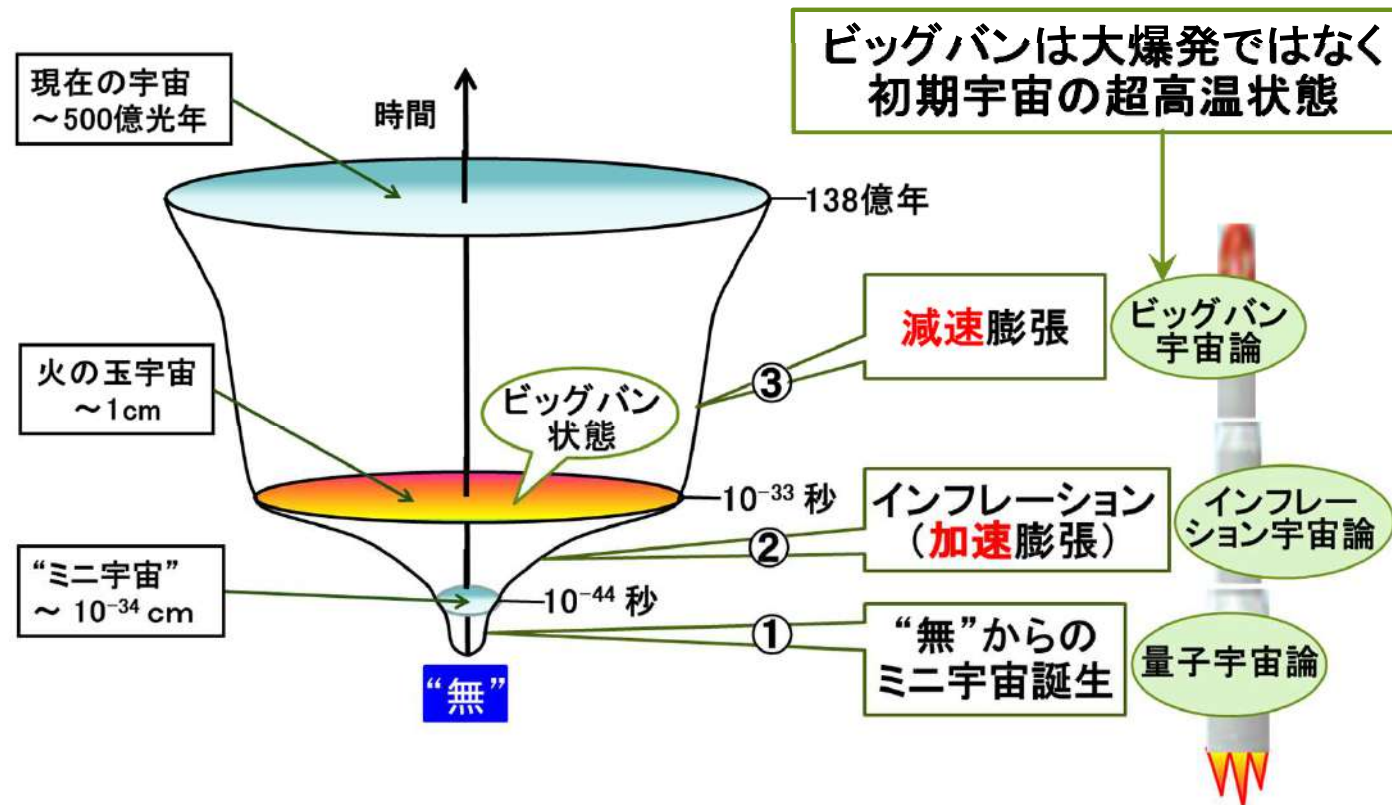 ビッグバンは大爆発ではなく
初期宇宙の超高温状態
現在の宇宙
～500億光年
時間
138億年
減速膨張
ビッグバン
宇宙論
③
火の玉宇宙
～1cm
ビッグバン
状態
10⁻³³ 秒
インフレーション
（加速膨張）
インフレー
ション宇宙論
②
“ミニ宇宙”
～ 10⁻³⁴ cm
10⁻⁴⁴ 秒
①
“無”からの
ミニ宇宙誕生
量子宇宙論
“無”